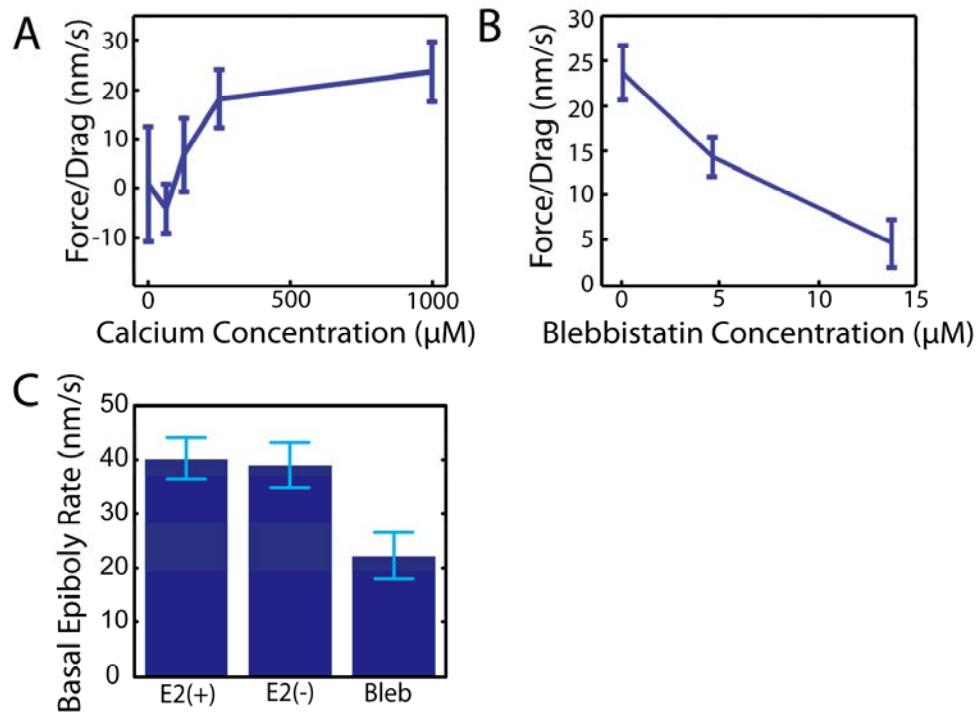 A
Force/Drag (nm/s)
30
20
10
0
-10
0 500 1000
Calcium Concentration (µM)
B
Force/Drag (nm/s)
30
25
20
15
10
5
0
0 5 10 15
Blebbistatin Concentration (µM)
C
Basal Epiboly Rate (nm/s)
50
40
30
20
10
0
E2(+) E2(-) Bleb